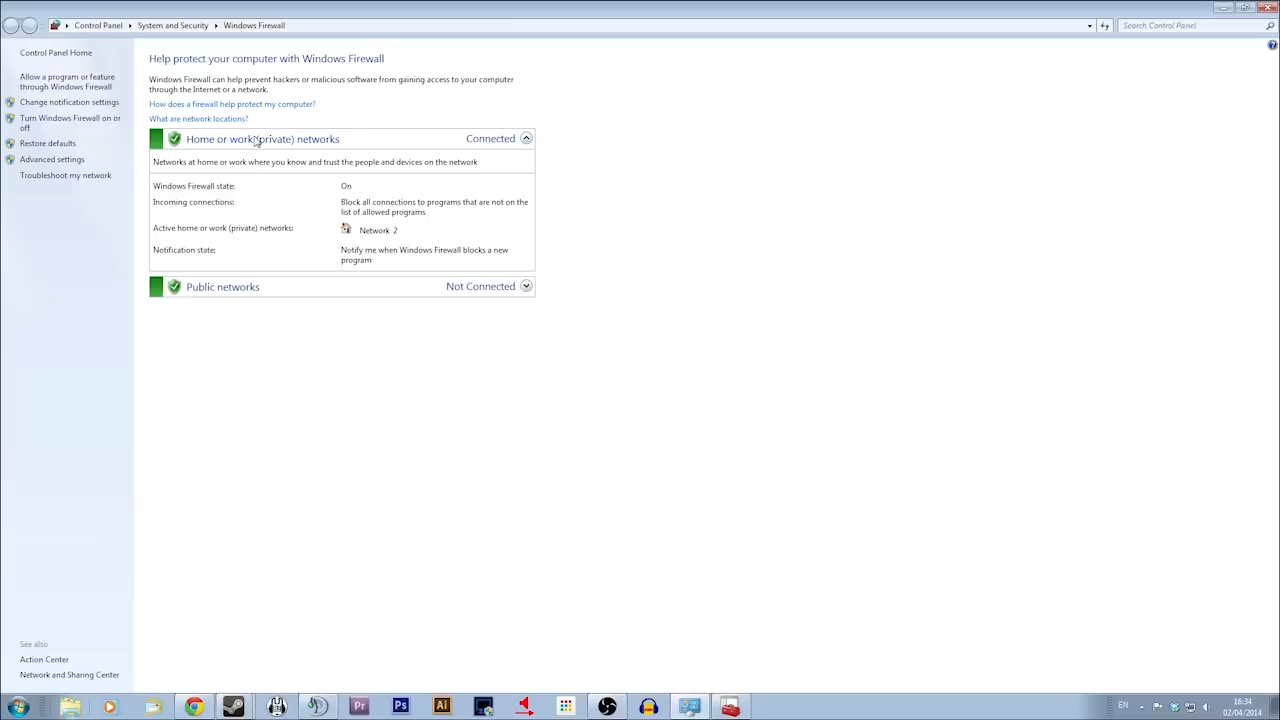 Control Panel
System and Security
Windows Firewall
Search Control Panel
Control Panel Home
Allow a program or feature
through Windows Firewall
Change notification settings
Turn Windows Firewall on or
off
Restore defaults
Advanced settings
Troubleshoot my network
Help protect your computer with Windows Firewall
Windows Firewall can help prevent hackers or malicious software from gaining access to your computer
through the Internet or a network.
How does a firewall help protect my computer?
What are network locations?
Home or work (private) networks
Connected
Networks at home or work where you know and trust the people and devices on the network
Windows Firewall state:
On
Incoming connections:
Block all connections to programs that are not on the
list of allowed programs
Active home or work (private) networks:
Network 2
Notification state:
Notify me when Windows Firewall blocks a new
program
Public networks
Not Connected
See also
Action Center
Network and Sharing Center
Pr
Ps
Ai
EN
16:34
02/04/2014